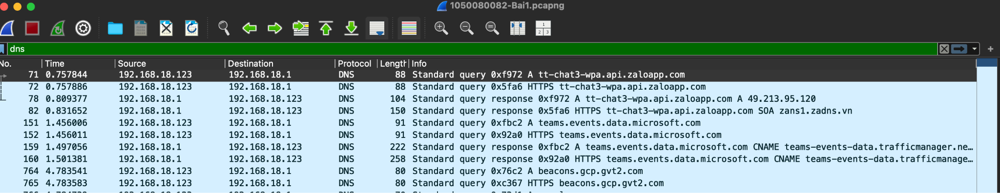 1050080082-Bai1.pcapng
1
2 3
dns
No. Time Source Destination Protocol Length Info
71 0.757844 192.168.18.123 192.168.18.1 DNS 88 Standard query 0xf972 A tt-chat3-wpa.api.zaloapp.com
72 0.757886 192.168.18.123 192.168.18.1 DNS 88 Standard query 0x5fa6 HTTPS tt-chat3-wpa.api.zaloapp.com
78 0.809377 192.168.18.1 192.168.18.123 DNS 104 Standard query response 0xf972 A tt-chat3-wpa.api.zaloapp.com A 49.213.95.120
82 0.831652 192.168.18.1 192.168.18.123 DNS 150 Standard query response 0x5fa6 HTTPS tt-chat3-wpa.api.zaloapp.com SOA zans1.zadns.vn
151 1.456006 192.168.18.123 192.168.18.1 DNS 91 Standard query 0xfbc2 A teams.events.data.microsoft.com
152 1.456011 192.168.18.123 192.168.18.1 DNS 91 Standard query 0x92a0 HTTPS teams.events.data.microsoft.com
159 1.497056 192.168.18.1 192.168.18.123 DNS 222 Standard query response 0xfbc2 A teams.events.data.microsoft.com CNAME teams-events-data.trafficmanager.ne…
160 1.501381 192.168.18.1 192.168.18.123 DNS 258 Standard query response 0x92a0 HTTPS teams.events.data.microsoft.com CNAME teams-events-data.trafficmanage…
764 4.783541 192.168.18.123 192.168.18.1 DNS 80 Standard query 0x76c2 A beacons.gcp.gvt2.com
765 4.783583 192.168.18.123 192.168.18.1 DNS 80 Standard query 0xc367 HTTPS beacons.gcp.gvt2.com